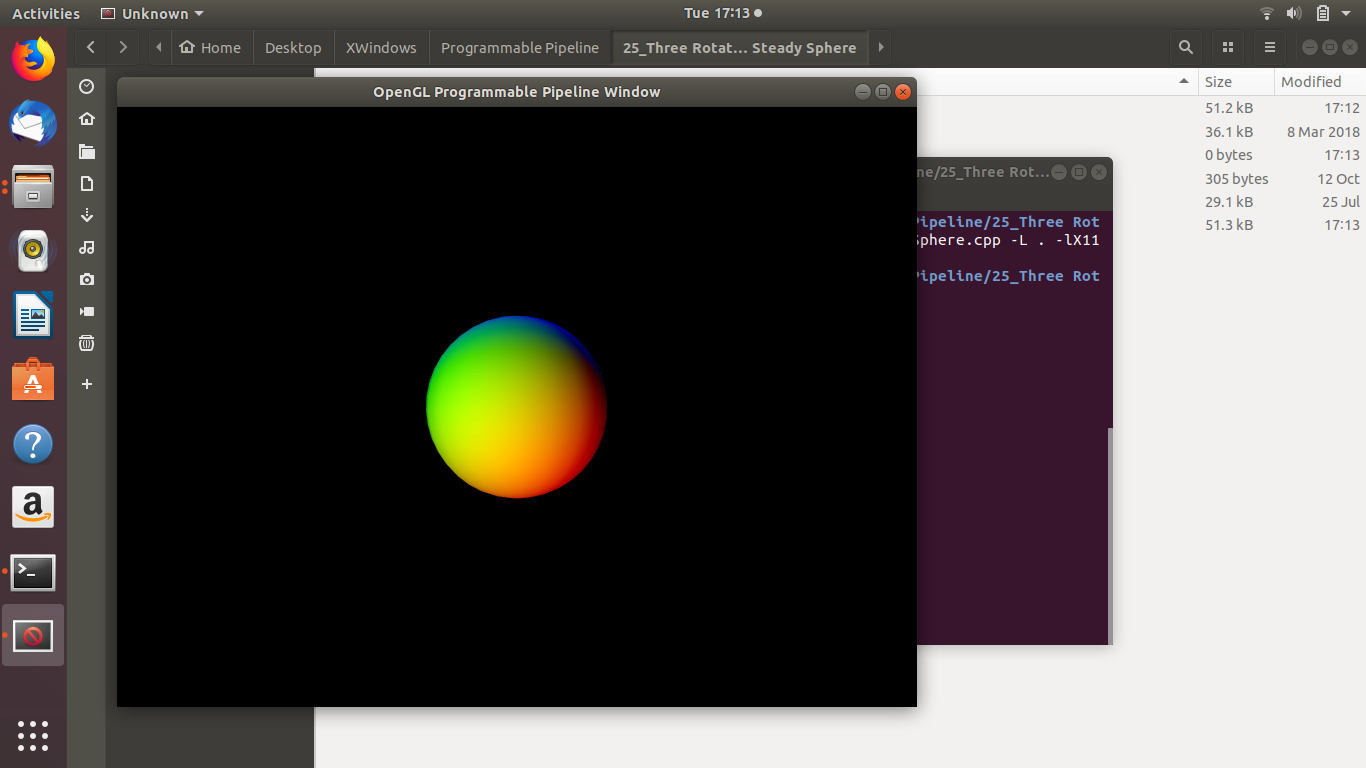 Activities
Unknown
Tue 17:13
Home
Desktop
XWindows
Programmable Pipeline
25_Three Rotat... Steady Sphere
Size
Modified
51.2 kB 17:12
36.1 kB 8 Mar 2018
0 bytes 17:13
305 bytes 12 Oct
29.1 kB 25 Jul
51.3 kB 17:13
OpenGL Programmable Pipeline Window
ne/25_Three Rot...
Pipeline/25_Three Rot
Sphere.cpp -L . -lX11
Pipeline/25_Three Rot